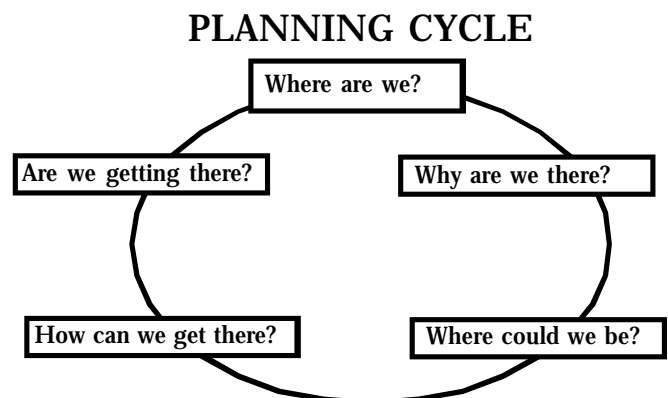 PLANNING CYCLE
Where are we?
Are we getting there?
Why are we there?
How can we get there?
Where could we be?